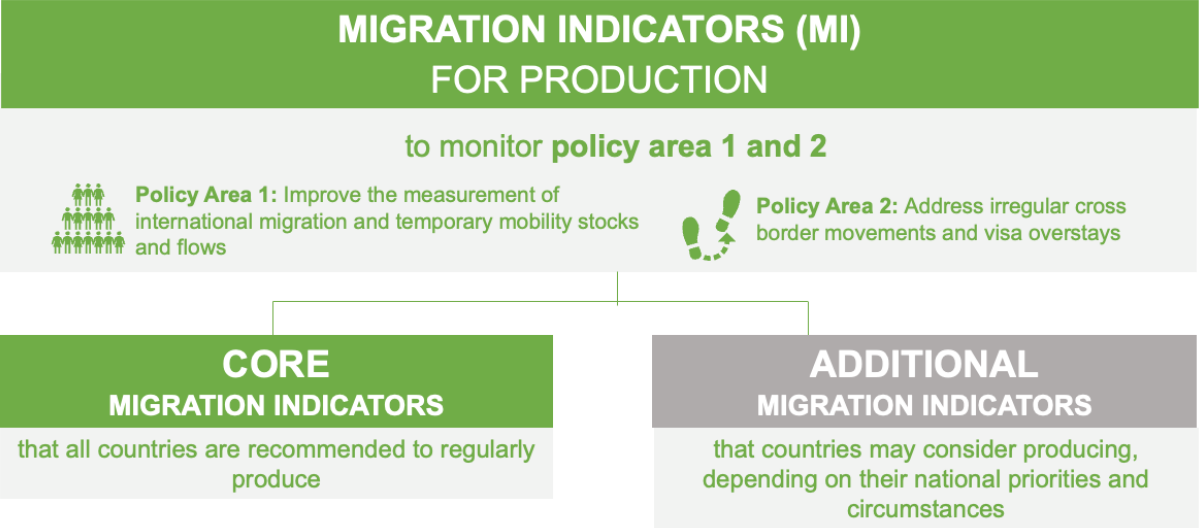 MIGRATION INDICATORS (MI)
FOR PRODUCTION
to monitor policy area 1 and 2
Policy Area 1: Improve the measurement of
international migration and temporary mobility stocks
and flows
Policy Area 2: Address irregular cross
border movements and visa overstays
CORE
MIGRATION INDICATORS
that all countries are recommended to regularly
produce
ADDITIONAL
MIGRATION INDICATORS
that countries may consider producing,
depending on their national priorities and
circumstances